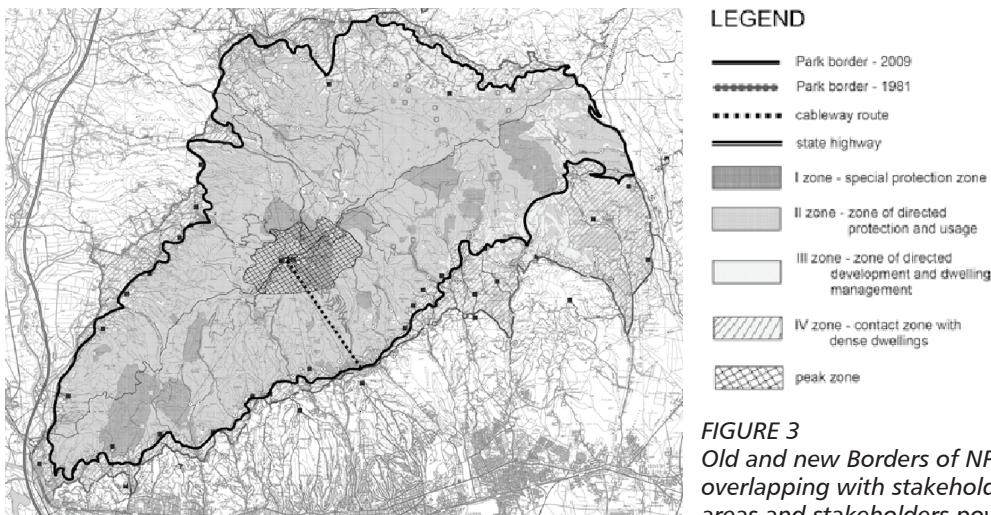 LEGEND
Park border - 2009
Park border - 1981
cableway route
state highway
I zone - special protection zone
II zone - zone of directed
protection and usage
III zone - zone of directed
development and dwelling
management
IV zone - contact zone with
dense dwellings
peak zone
FIGURE 3
Old and new Borders of NP
overlapping with
areas and stakeholders